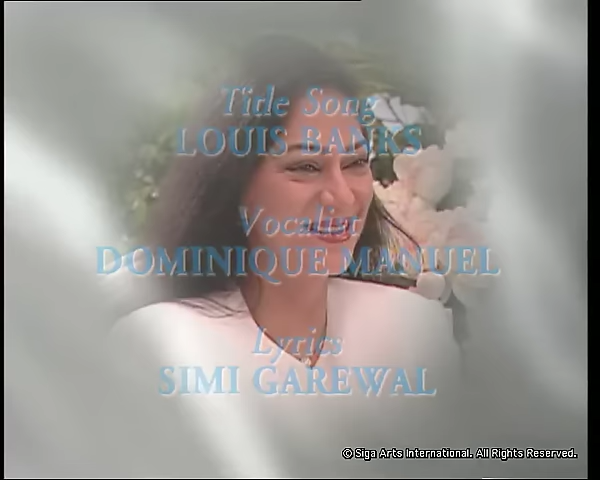 Title Song
LOUIS BANKS
Vocalist
DOMINIQUE MANUEL
Lyrics
SIMI GAREWAL
© Siga Arts International. All Rights Reserved.